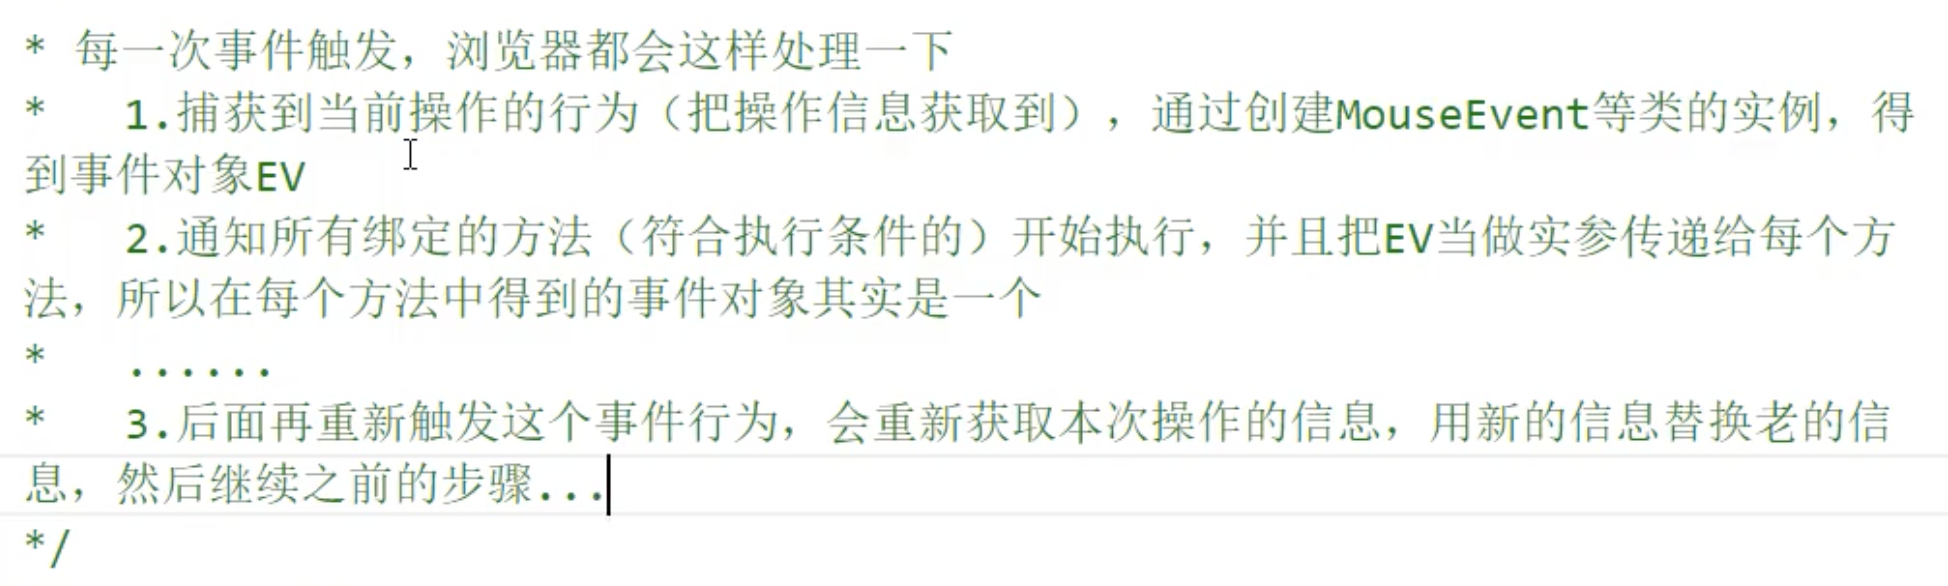 * 每一次事件触发，浏览器都会这样处理一下
*   1.捕获到当前操作的行为（把操作信息获取到），通过创建MouseEvent等类的实例，得
到事件对象EV
*   2.通知所有绑定的方法（符合执行条件的）开始执行，并且把EV当做实参传递给每个方
法，所以在每个方法中得到的事件对象其实是一个
*   ......
*   3.后面再重新触发这个事件行为，会重新获取本次操作的信息，用新的信息替换老的信
息，然后继续之前的步骤...
*/